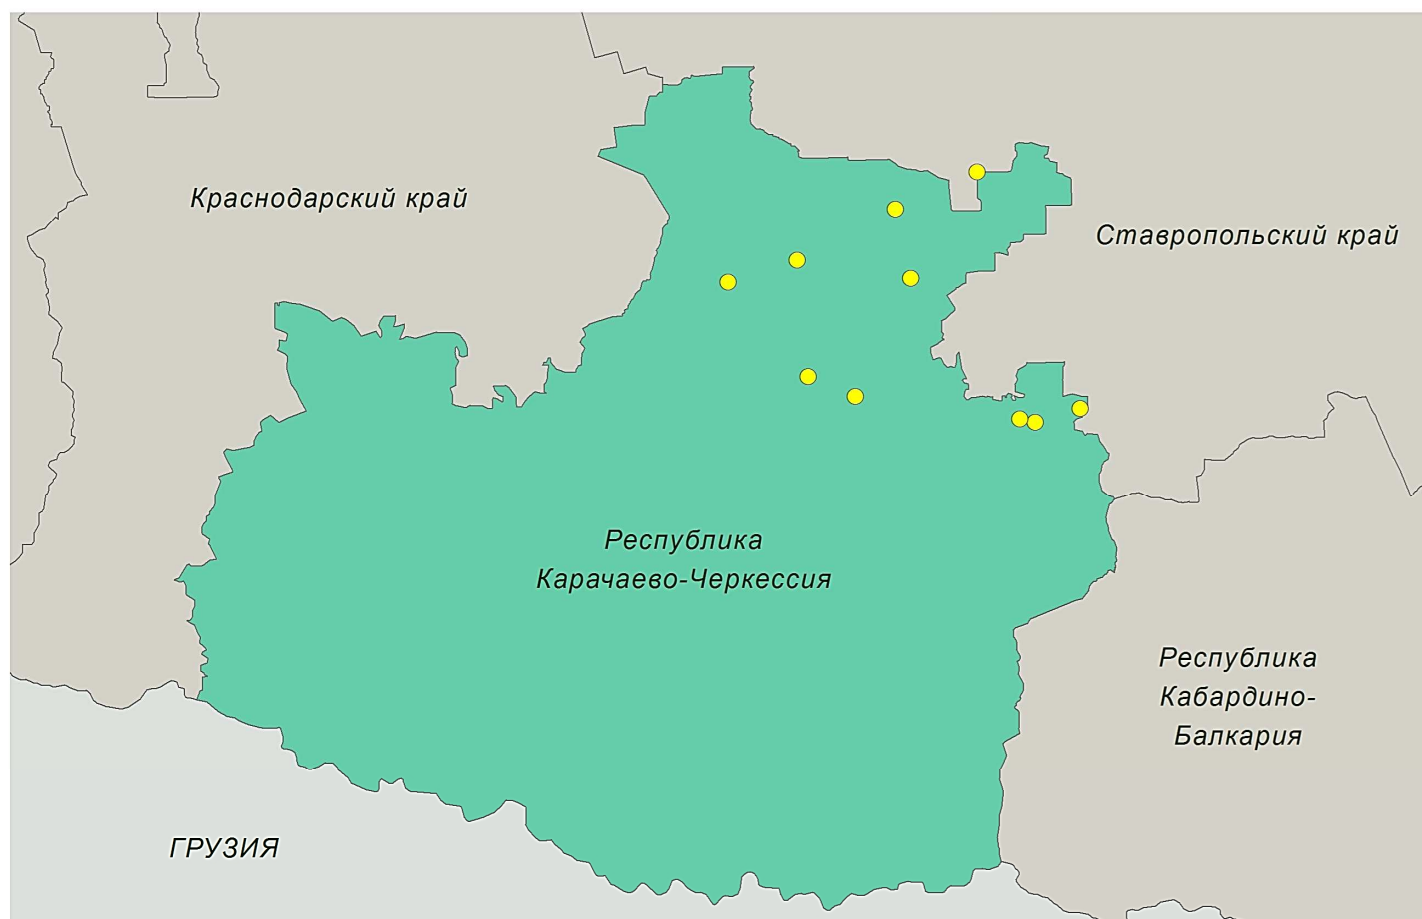 Краснодарский край
Ставропольский край
Республика
Карачаево-Черкессия
Республика
Кабардино-
Балкария
ГРУЗИЯ